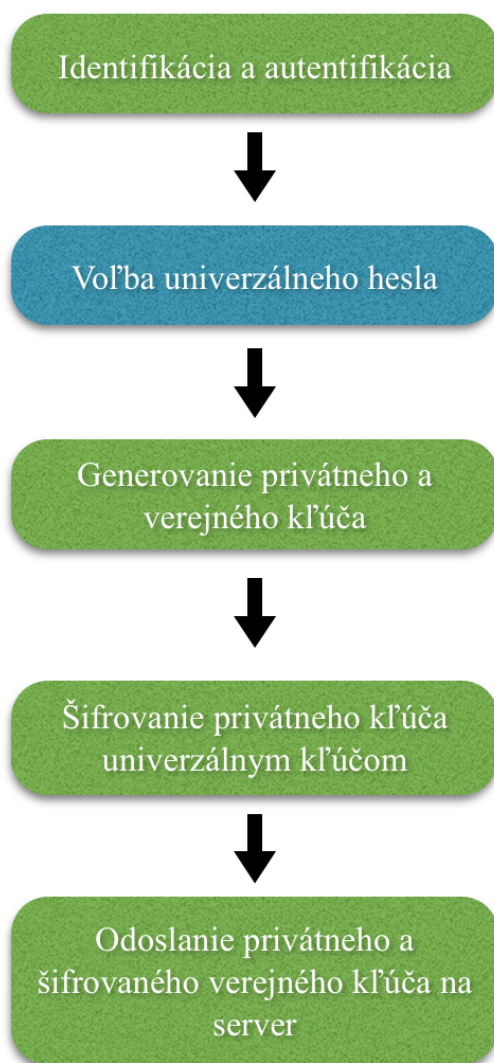 Identifikácia a autentifikácia
Voľba univerzálneho hesla
Generovanie privátneho a
verejného kľúča
Šifrovanie privátneho kľúča
univerzálnym kľúčom
Odoslanie privátneho a
šifrovaného verejného kľúča na
server